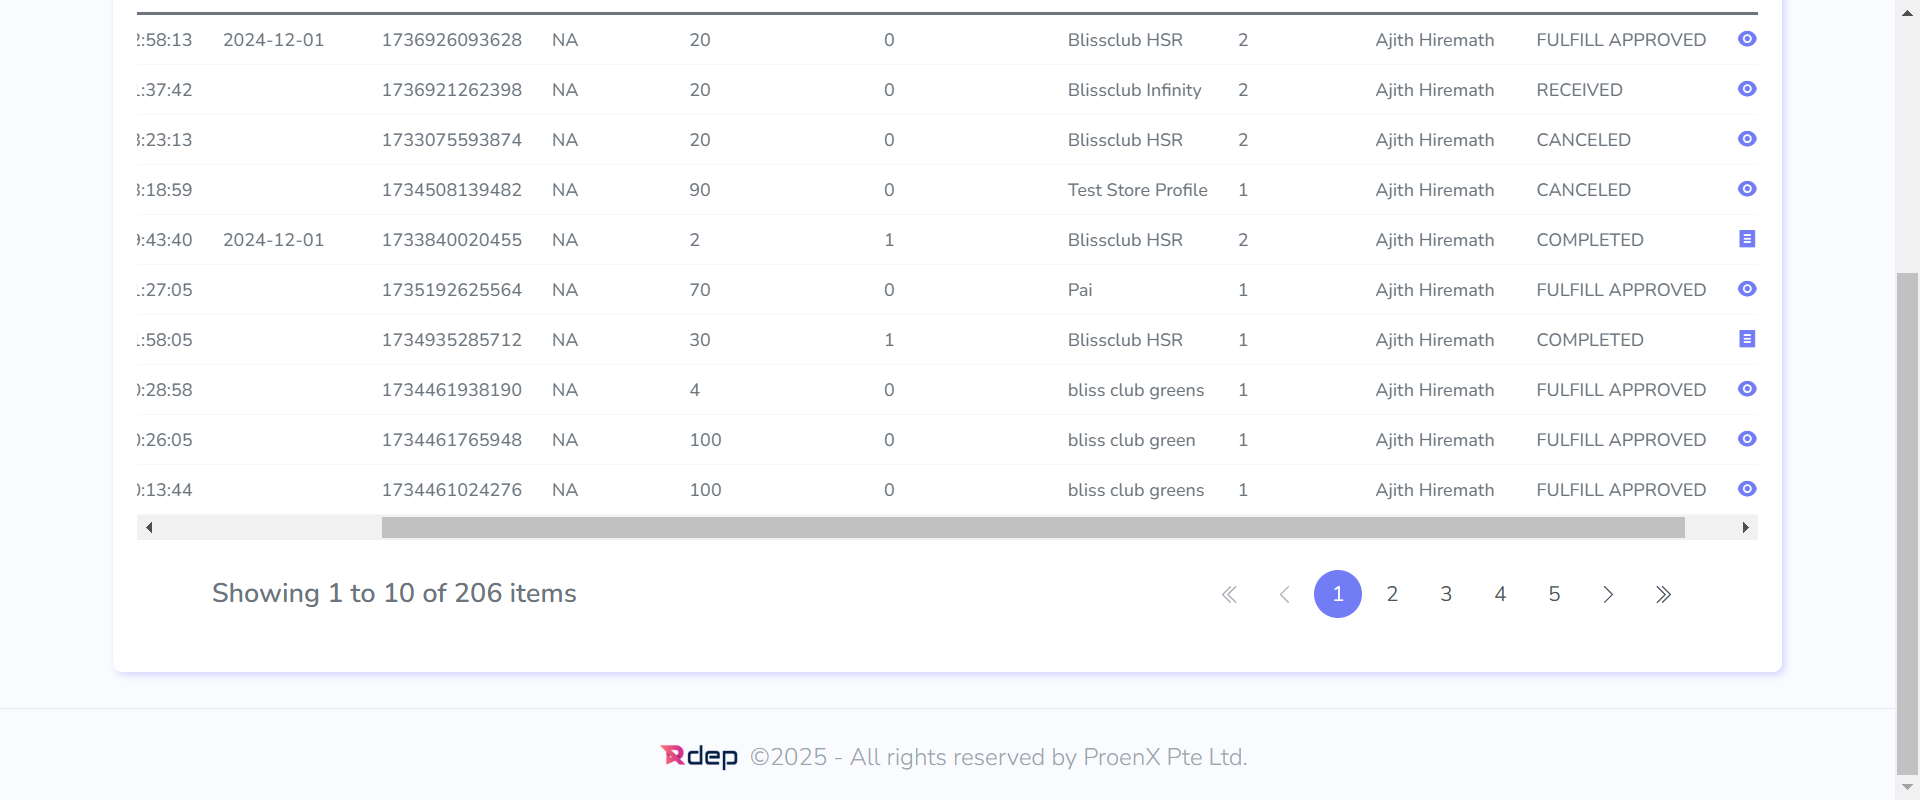 :58:13 2024-12-01 1736926093628 NA 20 0 Blissclub HSR 2 Ajith Hiremath FULFILL APPROVED
:37:42 1736921262398 NA 20 0 Blissclub Infinity 2 Ajith Hiremath RECEIVED
:23:13 1733075593874 NA 20 0 Blissclub HSR 2 Ajith Hiremath CANCELED
:18:59 1734508139482 NA 90 0 Test Store Profile 1 Ajith Hiremath CANCELED
:43:40 2024-12-01 1733840020455 NA 2 1 Blissclub HSR 2 Ajith Hiremath COMPLETED
:27:05 1735192625564 NA 70 0 Pai 1 Ajith Hiremath FULFILL APPROVED
:58:05 1734935285712 NA 30 1 Blissclub HSR 1 Ajith Hiremath COMPLETED
:28:58 1734461938190 NA 4 0 bliss club greens 1 Ajith Hiremath FULFILL APPROVED
:26:05 1734461765948 NA 100 0 bliss club green 1 Ajith Hiremath FULFILL APPROVED
:13:44 1734461024276 NA 100 0 bliss club greens 1 Ajith Hiremath FULFILL APPROVED
Showing 1 to 10 of 206 items
1 2 3 4 5
Rdep ©2025 - All rights reserved by ProenX Pte Ltd.